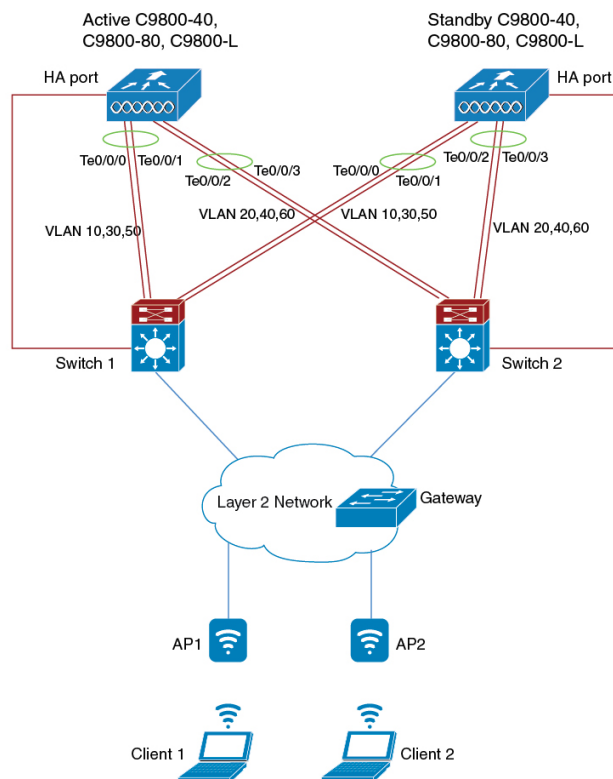 Active C9800-40,
C9800-80, C9800-L
Standby C9800-40,
C9800-80, C9800-L
HA port
HA port
Te0/0/0
Te0/0/1
Te0/0/2
Te0/0/3
Te0/0/0
Te0/0/1
Te0/0/2
Te0/0/3
VLAN 10,30,50
VLAN 20,40,60
VLAN 10,30,50
VLAN 20,40,60
Switch 1
Switch 2
Layer 2 Network
Gateway
AP1
AP2
Client 1
Client 2